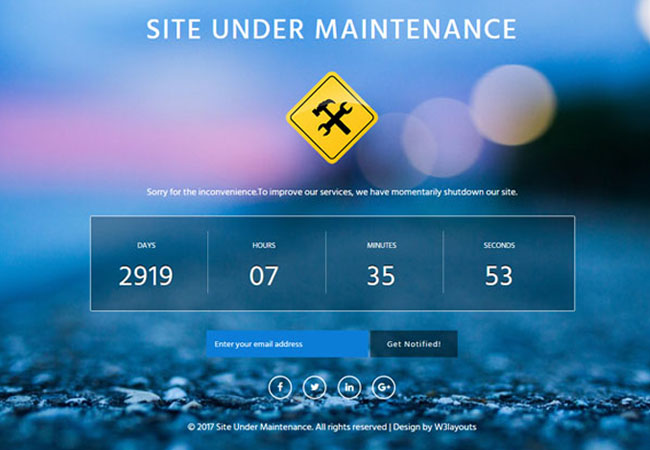 SITE UNDER MAINTENANCE
Sorry for the inconvenience.To improve our services, we have momentarily shutdown our site.
DAYS HOURS MINUTES SECONDS
2919 07 35 53
Enter your email address Get Notified!
f in G+
© 2017 Site Under Maintenance. All rights reserved | Design by W3layouts